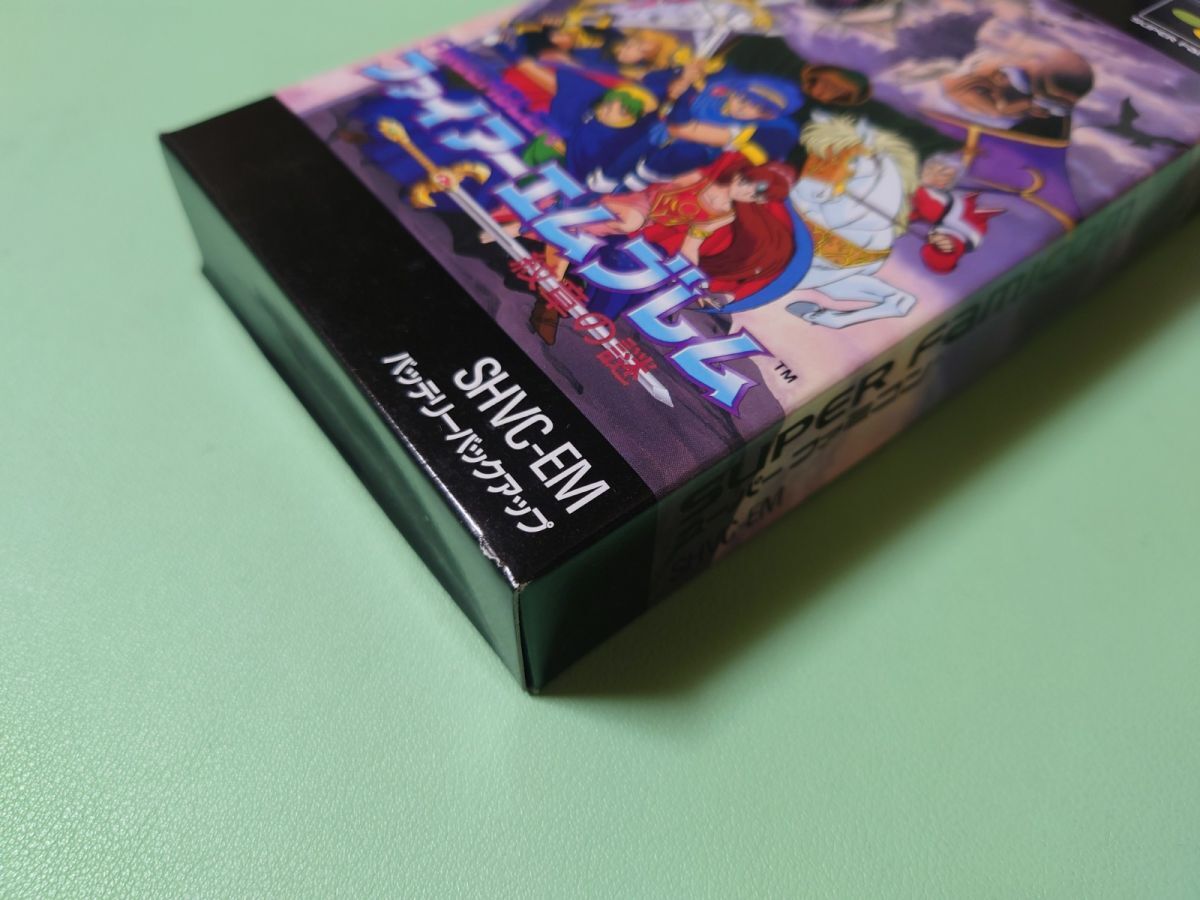 ファイアーエムブレム
紋章の謎
TM
SHVC-EM
バッテリーバックアップ
SUPER Famicom
スーパーファミコン
SHVC-EM